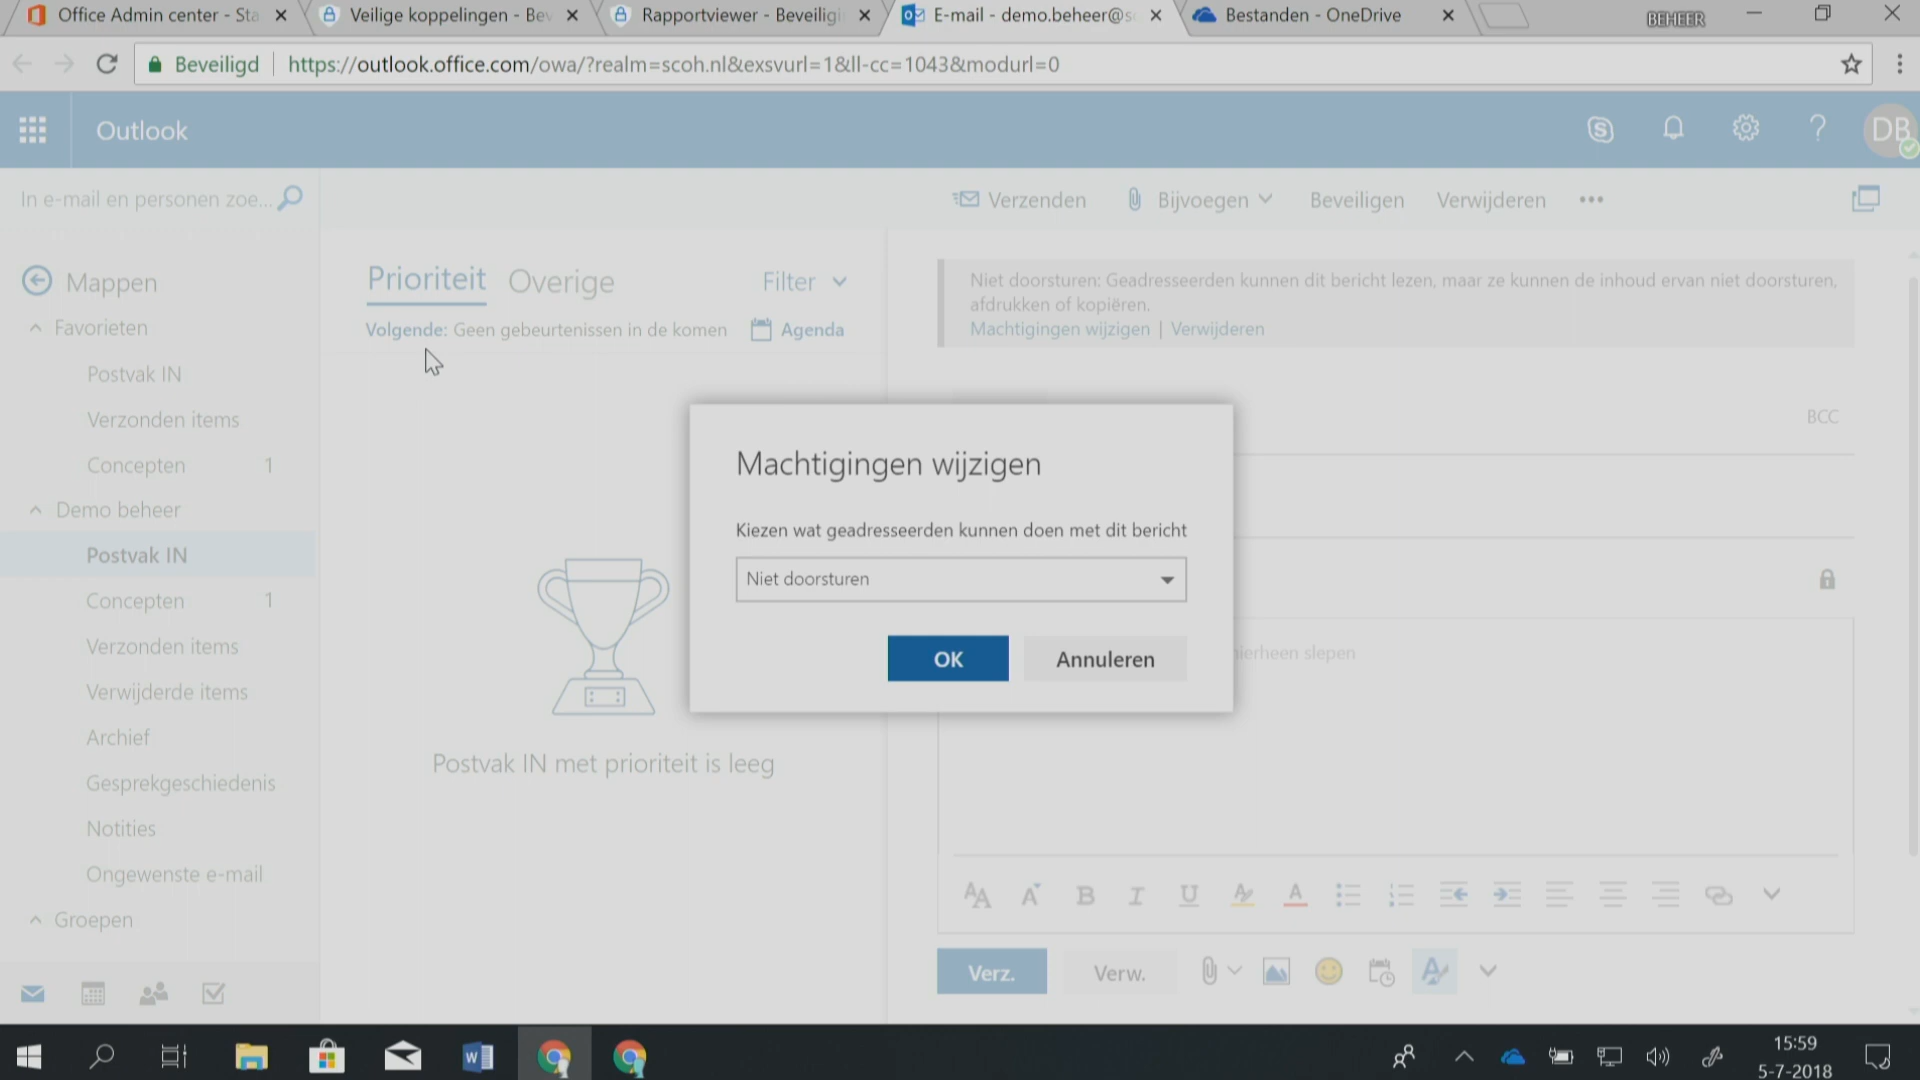 Office Admin center - Sta
Veilige koppelingen - Bev
Rapportviewer - Beveiligi
E-mail - demo.beheer@s
Bestanden - OneDrive
BEHEER
Beveiligd
https://outlook.office.com/owa/?realm=scoh.nl&exsvurl=1&ll-cc=1043&modurl=0
Outlook
DB
In e-mail en personen zoe...
Verzenden
Bijvoegen
Beveiligen
Verwijderen
Mappen
Favorieten
Postvak IN
Verzonden items
Concepten 1
Demo beheer
Postvak IN
Concepten 1
Verzonden items
Verwijderde items
Archief
Gesprekgeschiedenis
Notities
Ongewenste e-mail
Groepen
Prioriteit Overige Filter
Volgende: Geen gebeurtenissen in de komen Agenda
Postvak IN met prioriteit is leeg
Niet doorsturen: Geadresseerden kunnen dit bericht lezen, maar ze kunnen de inhoud ervan niet doorsturen,
afdrukken of kopiëren.
Machtigingen wijzigen | Verwijderen
BCC
Machtigingen wijzigen
Kiezen wat geadresseerden kunnen doen met dit bericht
Niet doorsturen
OK
Annuleren
hierheen slepen
Verz.
Verw.
15:59
5-7-2018